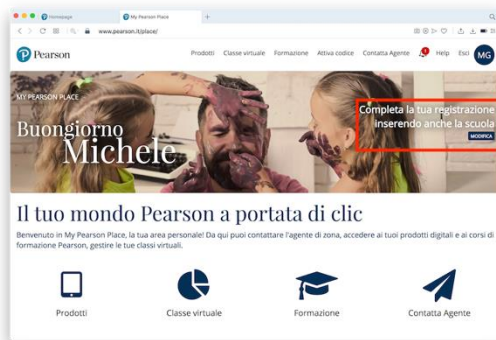 Homepage
My Pearson Place
www.pearson.it/place/
Pearson
Prodotti Classe virtuale Formazione Attiva codice Contatta Agente Help Esci MG
MY PEARSON PLACE
Buongiorno
Michele
Completa la tua registrazione
inserendo anche la scuola
MODIFICA
Il tuo mondo Pearson a portata di clic
Benvenuto in My Pearson Place, la tua area personale! Da qui puoi contattare l'agente di zona, accedere ai tuoi prodotti digitali e ai corsi di
formazione Pearson, gestire le tue classi virtuali.
Prodotti
Classe virtuale
Formazione
Contatta Agente